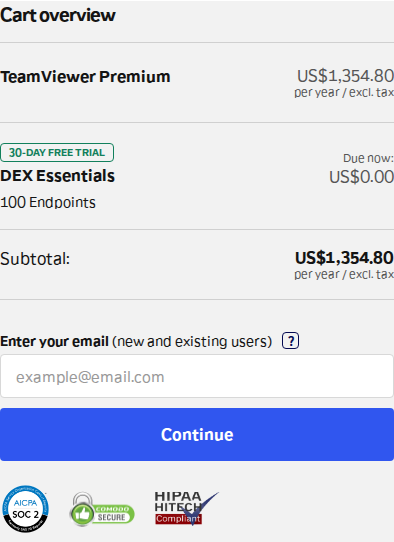 Cart overview
TeamViewer Premium
US$1,354.80
per year / excl. tax
30-DAY FREE TRIAL
Due now:
DEX Essentials
US$0.00
100 Endpoints
Subtotal:
US$1,354.80
per year / excl. tax
Enter your email (new and existing users) ?
example@email.com
Continue
AICPA
SOC 2
COMODO
SECURE
HIPAA
HITECH
Compliant